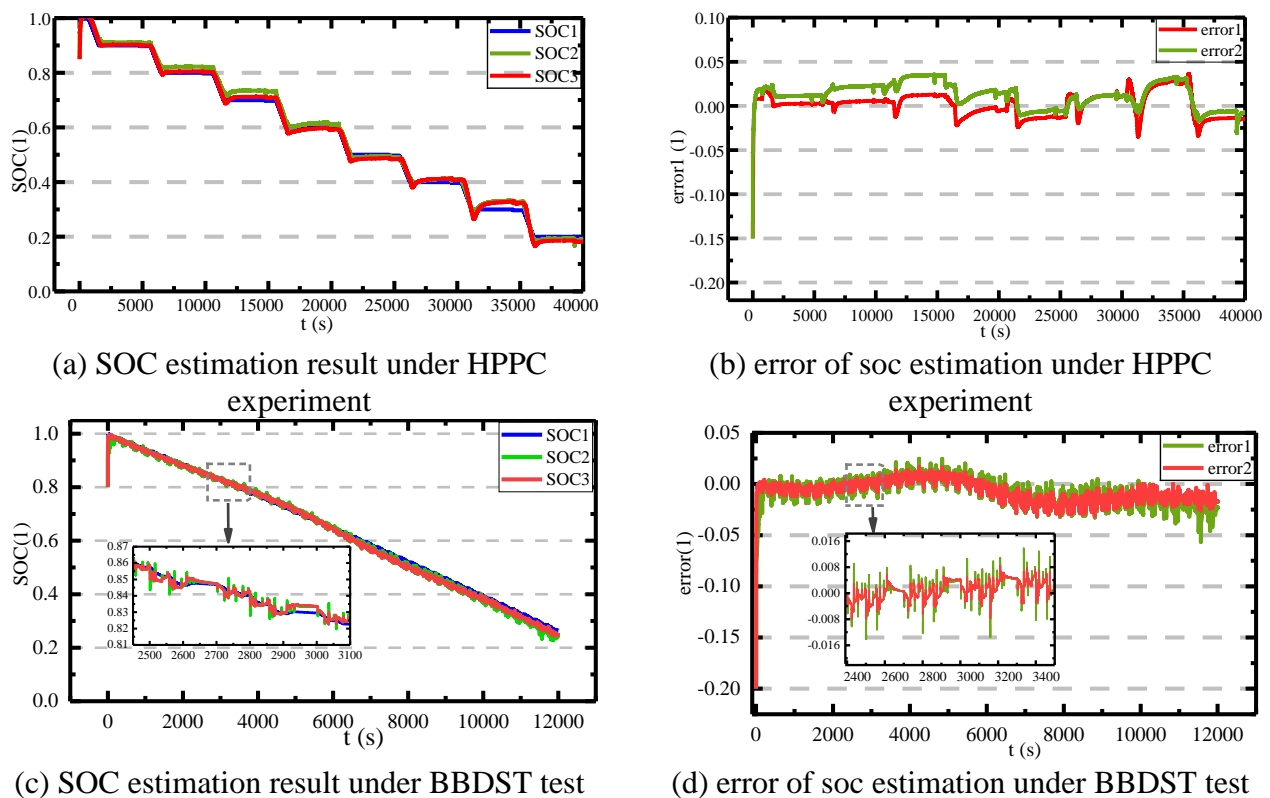 1.0
0.8
0.6
0.4
0.2
0.0
SOC(1)
SOC1
SOC2
SOC3
0 5000 10000 15000 20000 25000 30000 35000 40000
t (s)
(a) SOC estimation result under HPPC
experiment
0.10
0.05
0.00
-0.05
-0.10
-0.15
-0.20
error1 (1)
error1
error2
0 5000 10000 15000 20000 25000 30000 35000 40000
t (s)
(b) error of soc estimation under HPPC
experiment
1.0
0.8
0.6
0.4
0.2
0.0
SOC(1)
SOC1
SOC2
SOC3
0.87
0.86
0.85
0.84
0.83
0.82
0.81
2500 2600 2700 2800 2900 3000 3100
0 2000 4000 6000 8000 10000 12000
t (s)
(c) SOC estimation result under BBDST test
0.05
0.00
-0.05
-0.10
-0.15
-0.20
error(1)
error1
error2
0.016
0.008
0.000
-0.008
-0.016
2400 2600 2800 3000 3200 3400
0 2000 4000 6000 8000 10000 12000
t (s)
(d) error of soc estimation under BBDST test